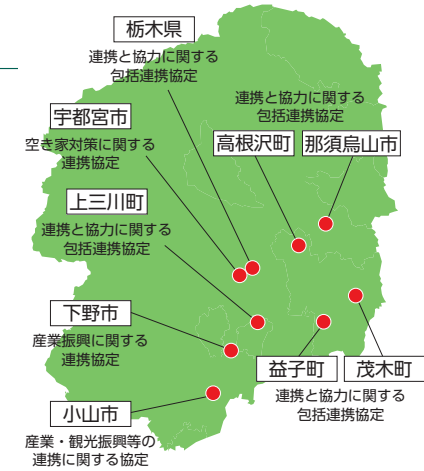 栃木県
連携と協力に関する
包括連携協定
宇都宮市
空き家対策に関する
連携協定
連携と協力に関する
包括連携協定
高根沢町
那須烏山市
上三川町
連携と協力に関する
包括連携協定
下野市
産業振興に関する
連携協定
小山市
産業・観光振興等の
連携に関する協定
益子町
茂木町
連携と協力に関する
包括連携協定